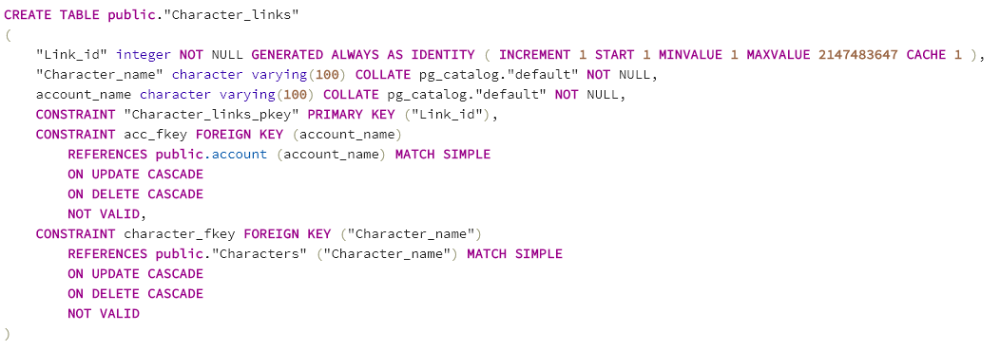 CREATE TABLE public."Character_links"
(
    "Link_id" integer NOT NULL GENERATED ALWAYS AS IDENTITY ( INCREMENT 1 START 1 MINVALUE 1 MAXVALUE 2147483647 CACHE 1 ),
    "Character_name" character varying(100) COLLATE pg_catalog."default" NOT NULL,
    account_name character varying(100) COLLATE pg_catalog."default" NOT NULL,
    CONSTRAINT "Character_links_pkey" PRIMARY KEY ("Link_id"),
    CONSTRAINT acc_fkey FOREIGN KEY (account_name)
        REFERENCES public.account (account_name) MATCH SIMPLE
        ON UPDATE CASCADE
        ON DELETE CASCADE
        NOT VALID,
    CONSTRAINT character_fkey FOREIGN KEY ("Character_name")
        REFERENCES public."Characters" ("Character_name") MATCH SIMPLE
        ON UPDATE CASCADE
        ON DELETE CASCADE
        NOT VALID
)